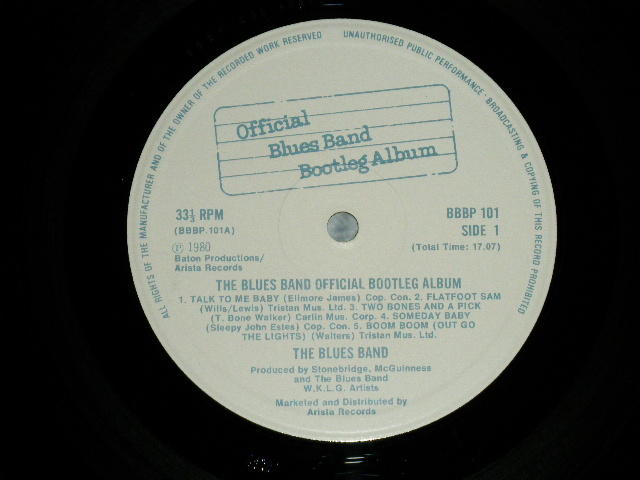 ALL RIGHTS OF THE MANUFACTURER AND OF THE OWNER OF THE RECORDED WORK RESERVED
UNAUTHORISED PUBLIC PERFORMANCE · BROADCASTING & COPYING OF THIS RECORD PROHIBITED
Official
Blues Band
Bootleg Album
33⅓ RPM
(BBBP.101A)
Ⓟ 1980
Baton Productions/
Arista Records
BBBP 101
SIDE 1
(Total Time: 17.07)
THE BLUES BAND OFFICIAL BOOTLEG ALBUM
1. TALK TO ME BABY (Ellmore James) Cop. Con. 2. FLATFOOT SAM
(Wills/Lewis) Tristan Mus. Ltd. 3. TWO BONES AND A PICK
(T. Bone Walker) Carlin Mus. Corp. 4. SOMEDAY BABY
(Sleepy John Estes) Cop. Con. 5. BOOM BOOM (OUT GO
THE LIGHTS) (Walters) Tristan Mus. Ltd.
THE BLUES BAND
Produced by Stonebridge, McGuinness
and The Blues Band
W.K.L.G. Artists
Marketed and Distributed by
Arista Records